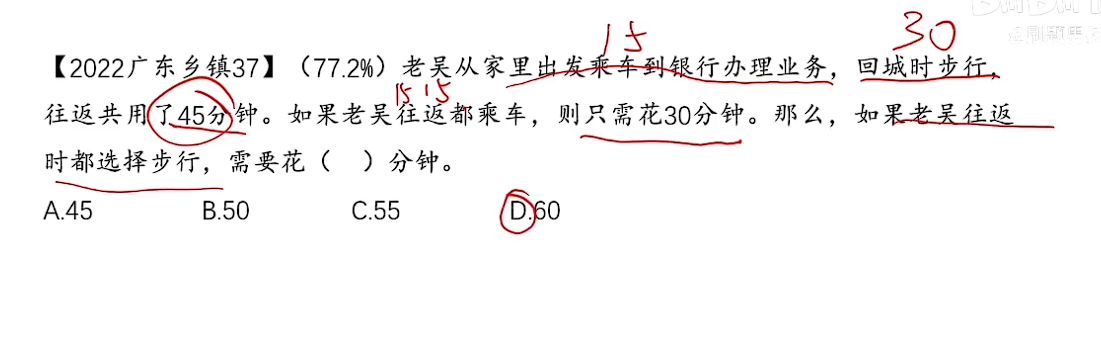 15
30
【2022广东乡镇37】（77.2%）老吴从家里出发乘车到银行办理业务，回城时步行，
15 15
往返共用了45分钟。如果老吴往返都乘车，则只需花30分钟。那么，如果老吴往返
时都选择步行，需要花（ ）分钟。
A.45 B.50 C.55 D.60